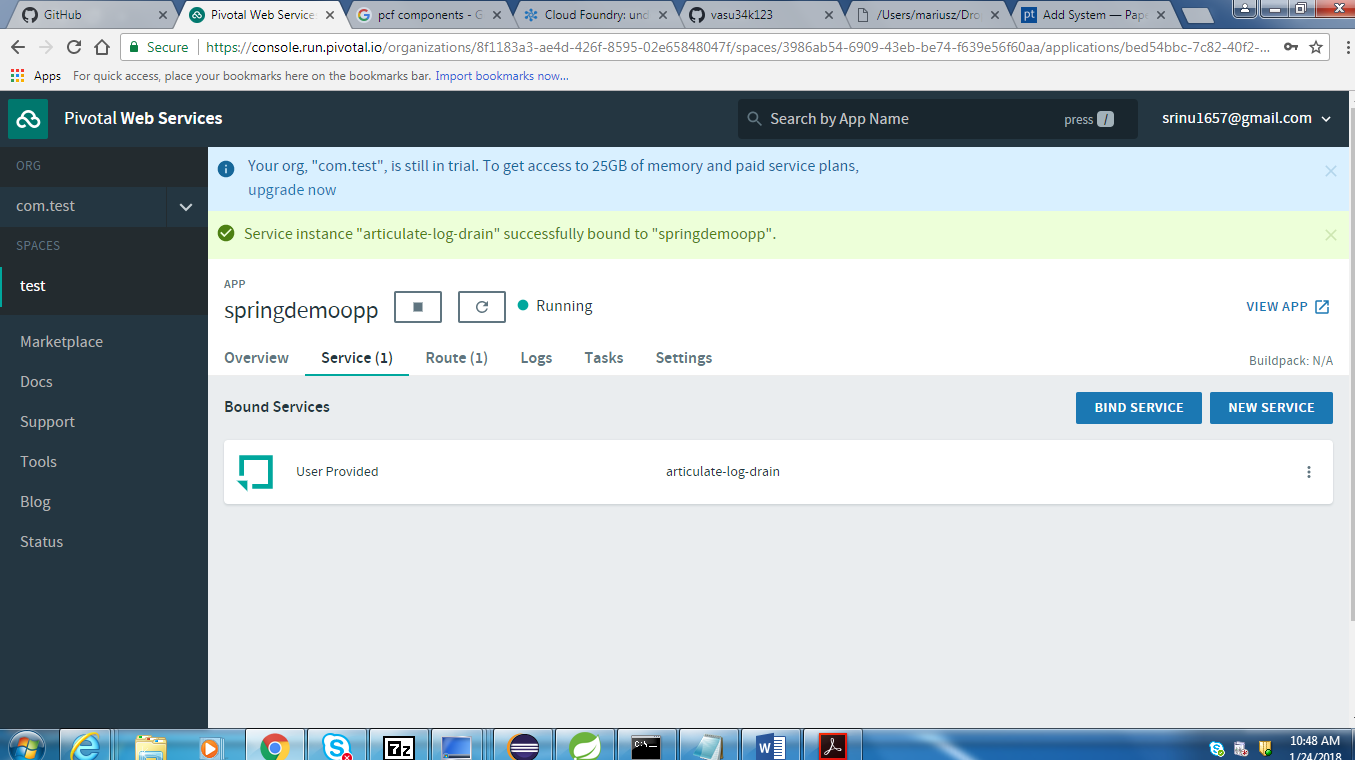 GitHub
Pivotal Web Service
pcf components - G
Cloud Foundry: und
vasu34k123
/Users/mariusz/Dro
Add System — Pape
Secure
https://console.run.pivotal.io/organizations/8f1183a3-ae4d-426f-8595-02e65848047f/spaces/3986ab54-6909-43eb-be74-f639e56f60aa/applications/bed54bbc-7c82-40f2-...
Apps For quick access, place your bookmarks here on the bookmarks bar. Import bookmarks now...
Pivotal Web Services
Search by App Name
press /
srinu1657@gmail.com
ORG
com.test
SPACES
test
Marketplace
Docs
Support
Tools
Blog
Status
Your org, "com.test", is still in trial. To get access to 25GB of memory and paid service plans,
upgrade now
Service instance "articulate-log-drain" successfully bound to "springdemoopp".
APP
springdemoopp
Running
VIEW APP
Overview Service (1) Route (1) Logs Tasks Settings
Buildpack: N/A
Bound Services
BIND SERVICE
NEW SERVICE
User Provided
articulate-log-drain
10:48 AM
1/24/2018